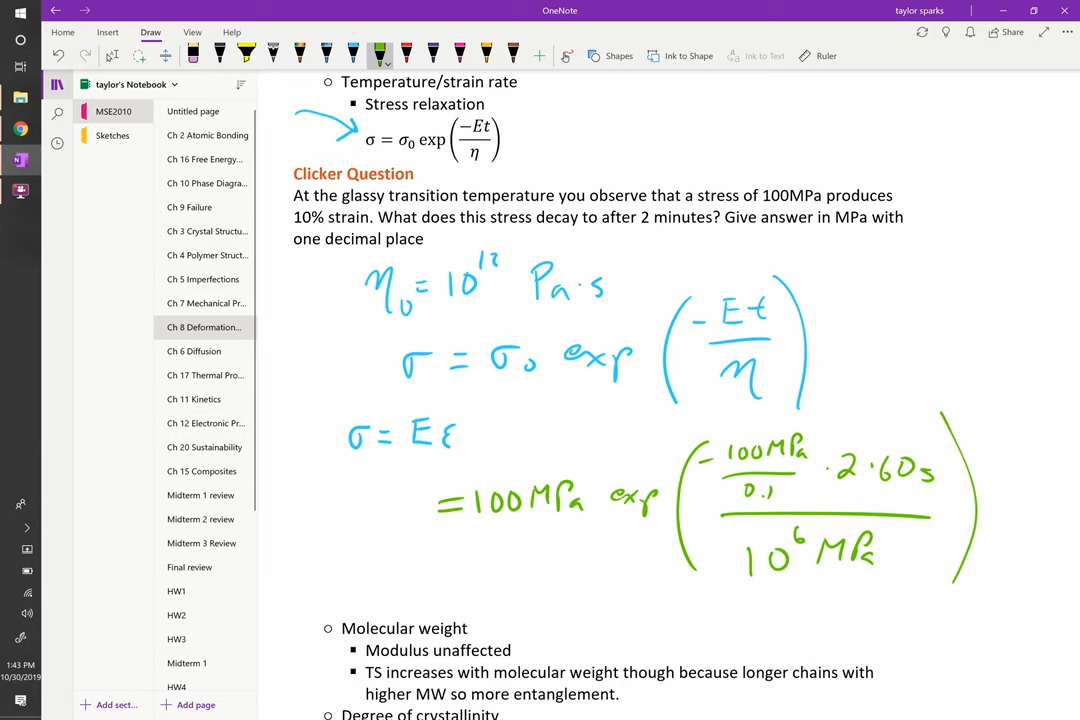 OneNote
taylor sparks
Home Insert Draw View Help
Share
Shapes Ink to Shape Ink to Text Ruler
taylor's Notebook
MSE2010
Sketches
Untitled page
Ch 2 Atomic Bonding
Ch 16 Free Energy...
Ch 10 Phase Diagra...
Ch 9 Failure
Ch 3 Crystal Structu...
Ch 4 Polymer Struct...
Ch 5 Imperfections
Ch 7 Mechanical Pr...
Ch 8 Deformation...
Ch 6 Diffusion
Ch 17 Thermal Pro...
Ch 11 Kinetics
Ch 12 Electronic Pr...
Ch 20 Sustainability
Ch 15 Composites
Midterm 1 review
Midterm 2 review
Midterm 3 Review
Final review
HW1
HW2
HW3
Midterm 1
HW4
+ Add sect...
+ Add page
1:43 PM
10/30/2019
○ Temperature/strain rate
▪ Stress relaxation
σ = σ₀ exp(−Et/η)
Clicker Question
At the glassy transition temperature you observe that a stress of 100MPa produces
10% strain. What does this stress decay to after 2 minutes? Give answer in MPa with
one decimal place
η₀ = 10¹² Pa·s
σ = σ₀ exp(−Et/η)
σ = Eε
= 100 MPa exp(−100MPa/0.1 · 2·60s / 10⁶ MPa)
○ Molecular weight
▪ Modulus unaffected
▪ TS increases with molecular weight though because longer chains with
higher MW so more entanglement.
○ Degree of crystallinity